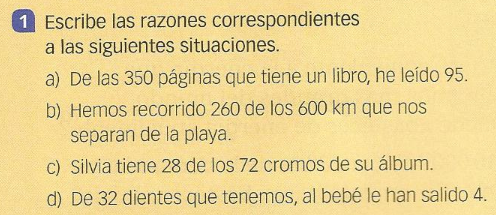 1 Escribe las razones correspondientes
a las siguientes situaciones.
a) De las 350 páginas que tiene un libro, he leído 95.
b) Hemos recorrido 260 de los 600 km que nos
separan de la playa.
c) Silvia tiene 28 de los 72 cromos de su álbum.
d) De 32 dientes que tenemos, al bebé le han salido 4.